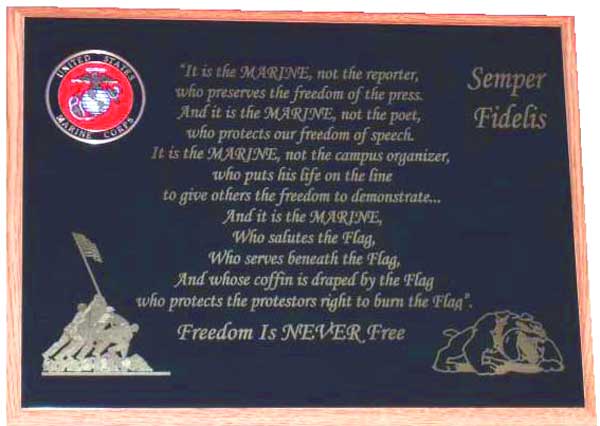 UNITED STATES
MARINE CORPS
Semper
Fidelis
"It is the MARINE, not the reporter,
who preserves the freedom of the press.
And it is the MARINE, not the poet,
who protects our freedom of speech.
It is the MARINE, not the campus organizer,
who puts his life on the line
to give others the freedom to demonstrate...
And it is the MARINE,
Who salutes the Flag,
Who serves beneath the Flag,
And whose coffin is draped by the Flag
who protects the protestors right to burn the Flag".
Freedom Is NEVER Free